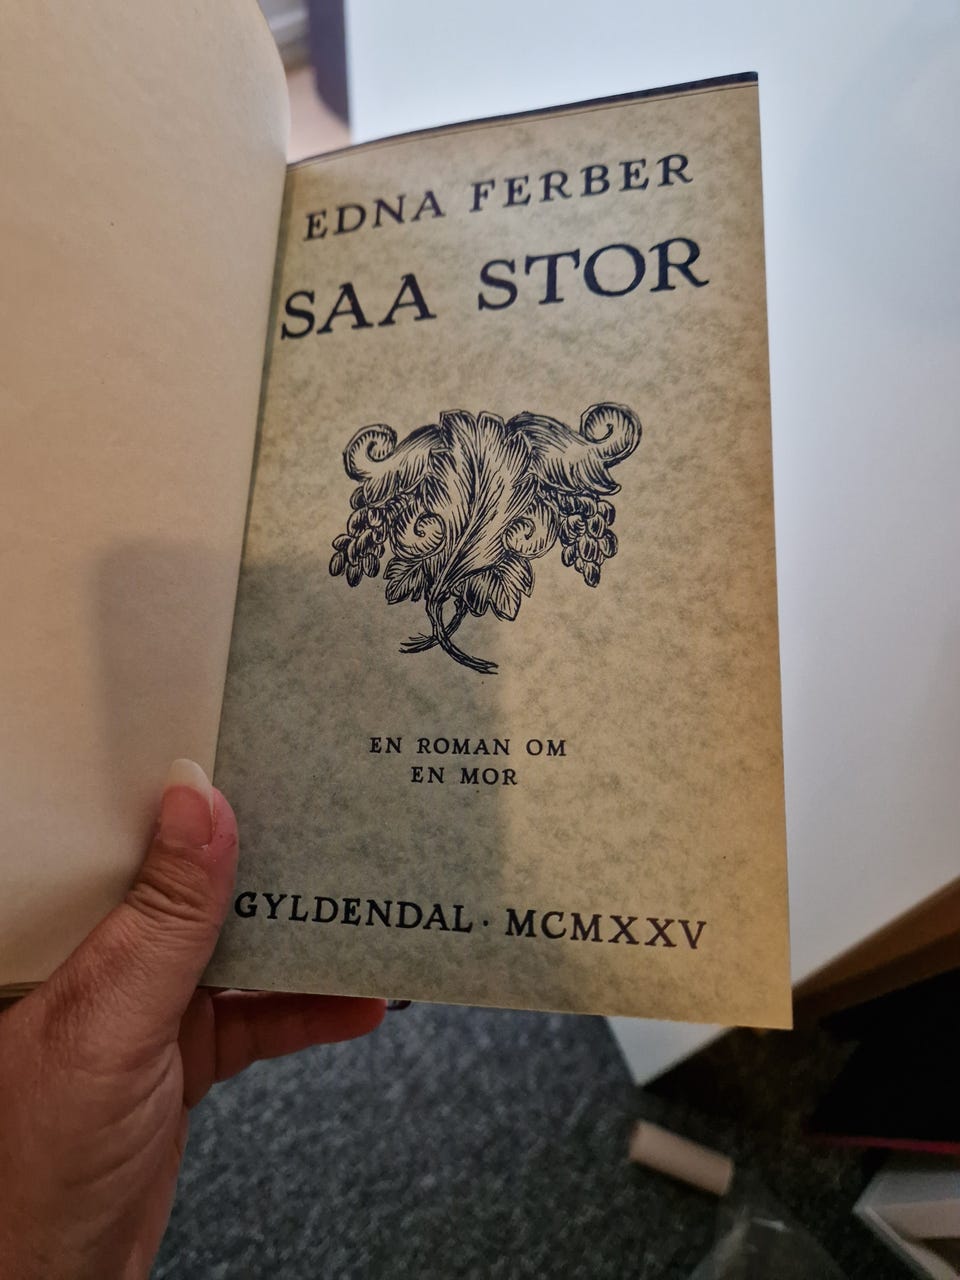 EDNA FERBER
SAA STOR
EN ROMAN OM
EN MOR
GYLDENDAL · MCMXXV